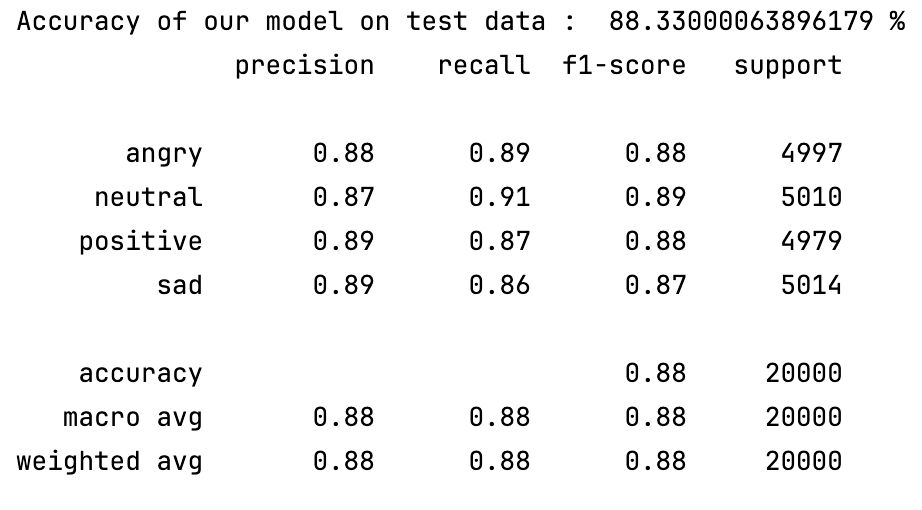 Accuracy of our model on test data :  88.33000063896179 %
              precision    recall  f1-score   support

       angry       0.88      0.89      0.88      4997
     neutral       0.87      0.91      0.89      5010
    positive       0.89      0.87      0.88      4979
         sad       0.89      0.86      0.87      5014

    accuracy                           0.88     20000
   macro avg       0.88      0.88      0.88     20000
weighted avg       0.88      0.88      0.88     20000